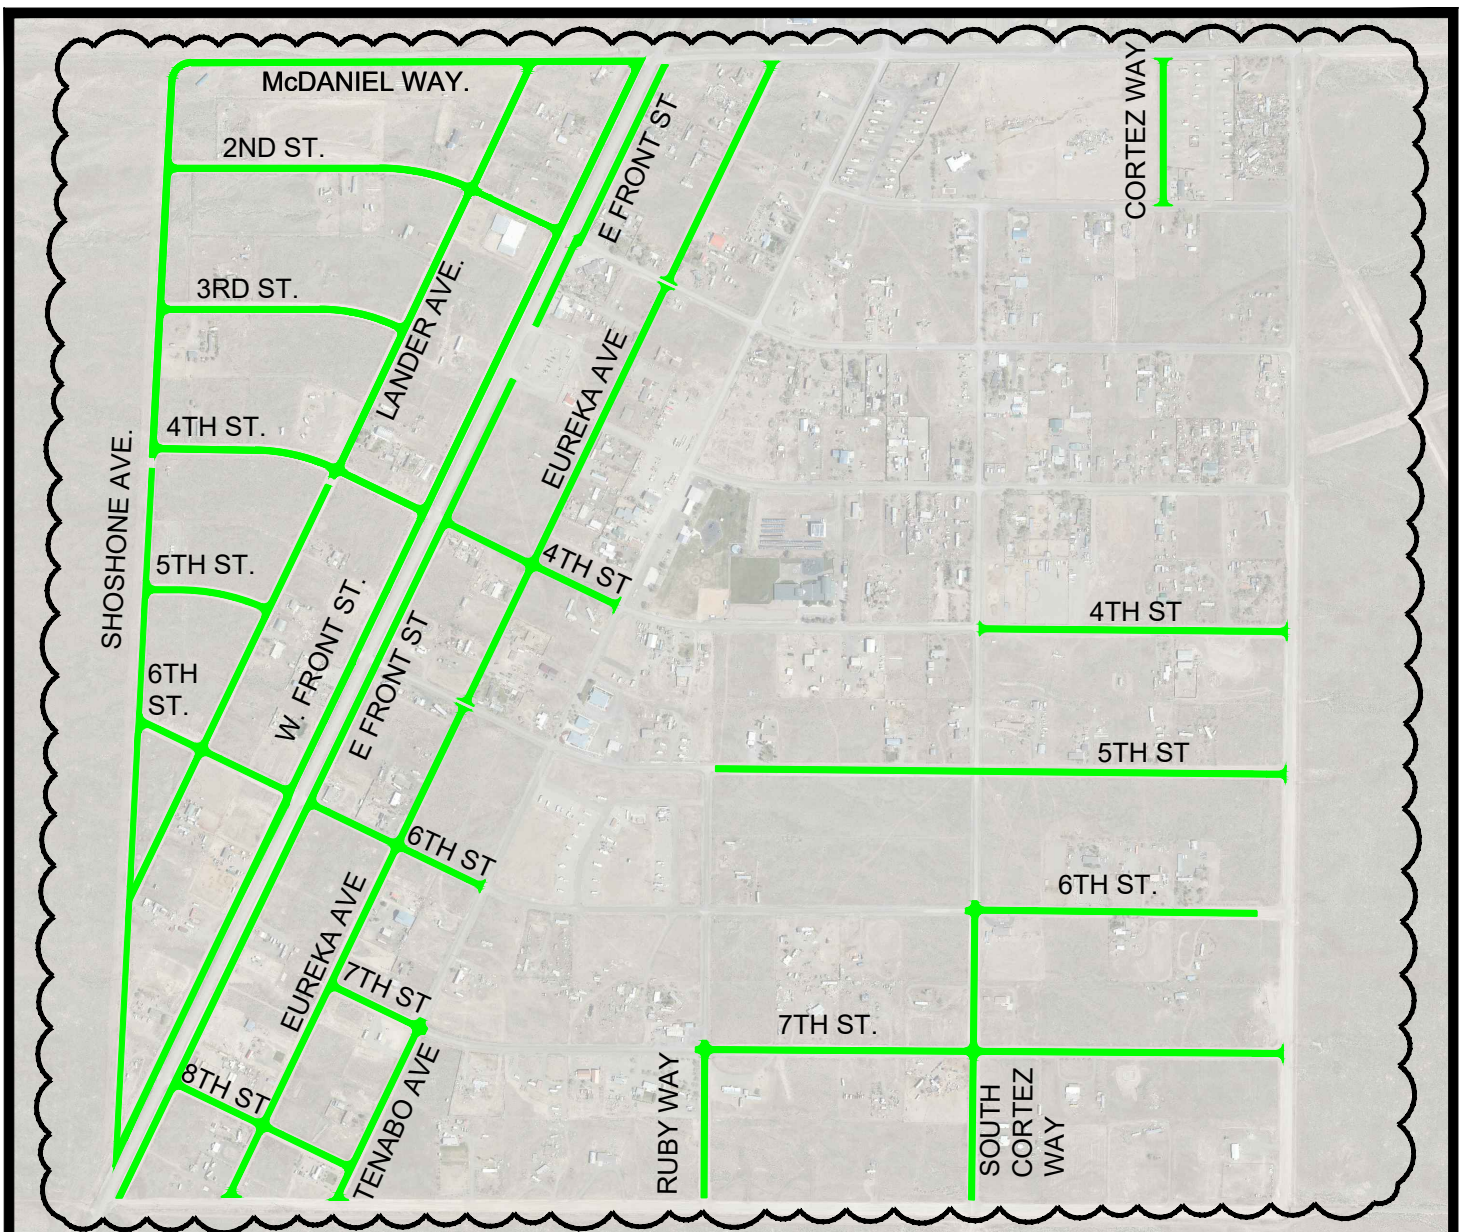 McDANIEL WAY.
CORTEZ WAY
2ND ST.
E FRONT ST
3RD ST.
LANDER AVE.
EUREKA AVE
4TH ST.
SHOSHONE AVE.
5TH ST.
4TH ST
4TH ST
W. FRONT ST.
E FRONT ST
6TH
ST.
5TH ST
6TH ST
6TH ST.
EUREKA AVE
7TH ST
7TH ST.
8TH ST
TENABO AVE
RUBY WAY
SOUTH
CORTEZ
WAY